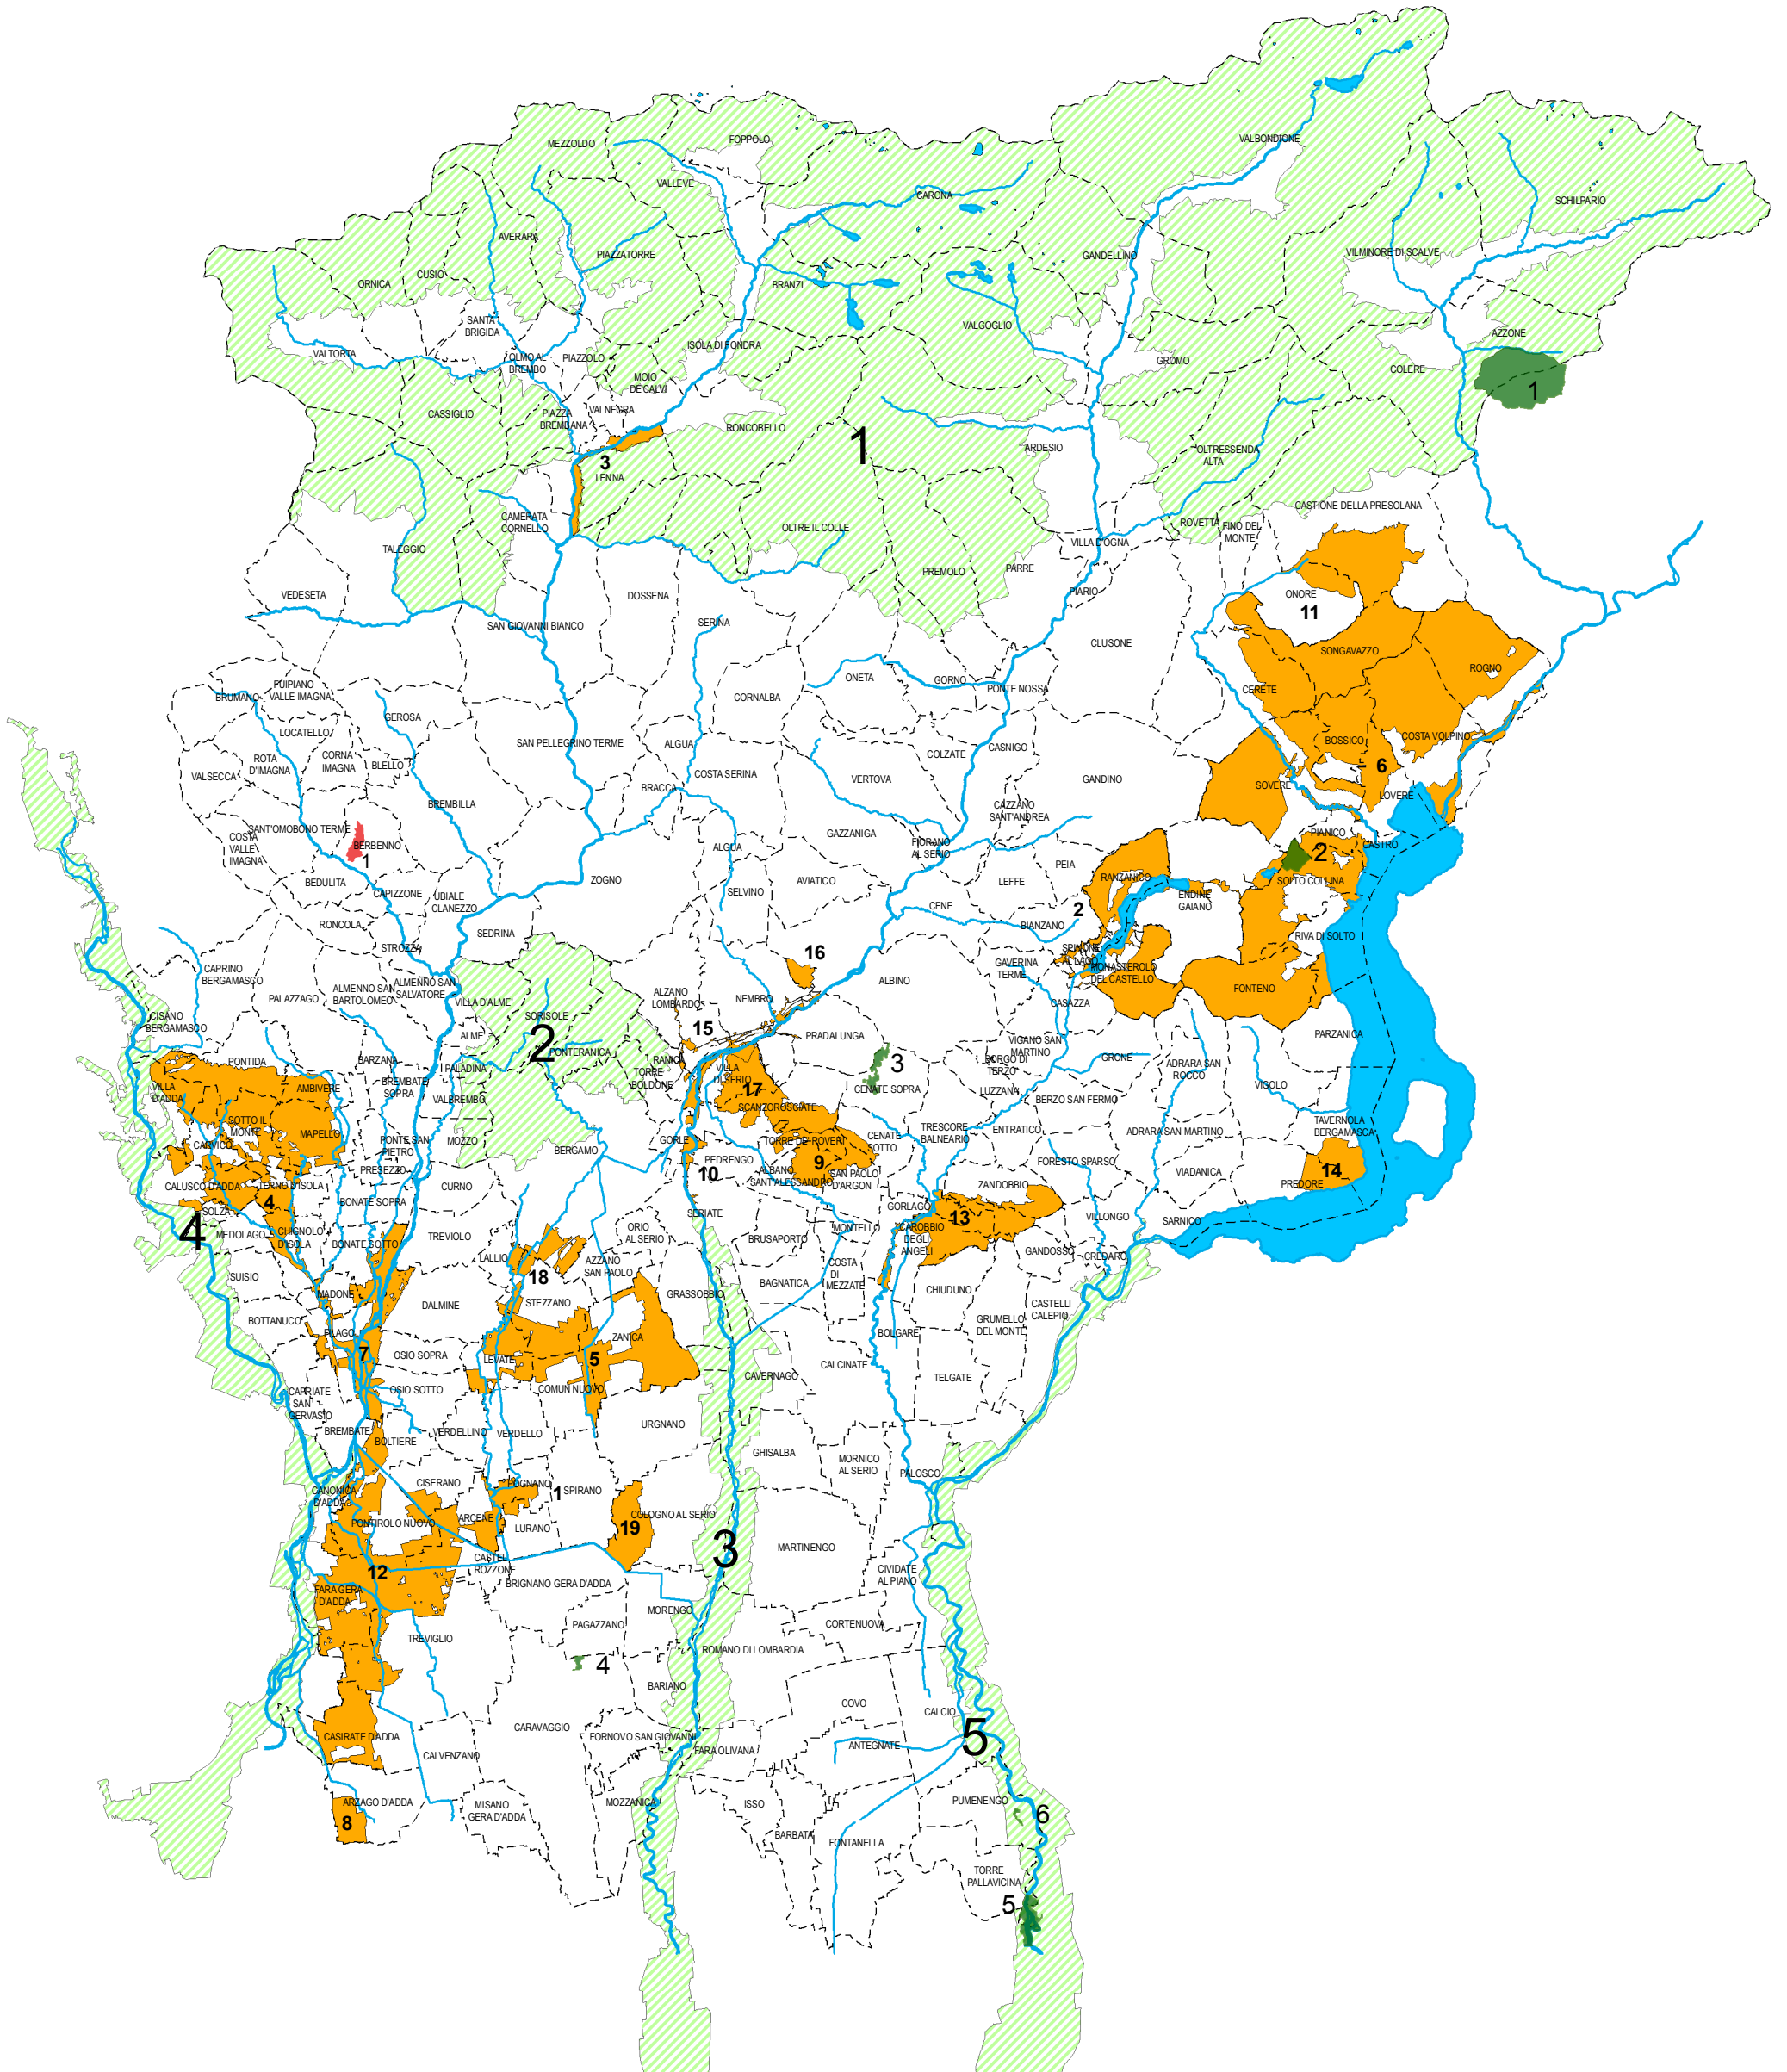 FOPPOLO
MEZZOLDO
VALBONDIONE
VALLEVE
CARONA
SCHILPARIO
AVERARA
PIAZZATORRE
GANDELLINO
VILMINORE DI SCALVE
CUSIO
ORNICA
BRANZI
VALGOGLIO
SANTA
BRIGIDA
AZZONE
ISOLA DI FONDRA
VALTORTA
OLMO AL
BREMBO
PIAZZOLO
GROMO
COLERE
MOIO
DE'CALVI
1
CASSIGLIO
PIAZZA
BREMBANA
VALNEGRA
RONCOBELLO
1
ARDESIO
OLTRESSENDA
ALTA
3
LENNA
CASTIONE DELLA PRESOLANA
CAMERATA
CORNELLO
OLTRE IL COLLE
ROVETTA
FINO DEL
MONTE
TALEGGIO
VILLA D'OGNA
PREMOLO
PARRE
VEDESETA
DOSSENA
PIARIO
ONORE
11
SAN GIOVANNI BIANCO
SERINA
CLUSONE
SONGAVAZZO
ROGNO
FUIPIANO
VALLE IMAGNA
BRUMANO
ONETA
GORNO
PONTE NOSSA
CERETE
CORNALBA
GEROSA
LOCATELLO
SAN PELLEGRINO TERME
ALGUA
COLZATE
CASNIGO
BOSSICO
COSTA VOLPINO
ROTA
D'IMAGNA
CORNA
IMAGNA
BLELLO
VALSECCA
COSTA SERINA
VERTOVA
GANDINO
6
BRACCA
SOVERE
LOVERE
BREMBILLA
CAZZANO
SANT'ANDREA
SANT'OMOBONO TERME
COSTA
VALLE
IMAGNA
BERBENNO
1
GAZZANIGA
FIORANO
AL SERIO
PIANICO
CASTRO
2
ALGUA
PEIA
RANZANICO
BEDULITA
CAPIZZONE
UBIALE
CLANEZZO
ZOGNO
SELVINO
AVIATICO
LEFFE
ENDINE
GAIANO
SOLTO COLLINA
CENE
2
RONCOLA
SEDRINA
BIANZANO
STROZZA
RIVA DI SOLTO
16
SPINONE
AL LAGO
GAVERINA
TERME
MONASTEROLO
DEL CASTELLO
CAPRINO
BERGAMASCO
ALMENNO SAN
BARTOLOMEO
ALMENNO SAN
SALVATORE
ALBINO
FONTENO
PALAZZAGO
VILLA D'ALME'
ALZANO
LOMBARDO
NEMBRO
CASAZZA
CISANO
BERGAMASCO
SORISOLE
15
PRADALUNGA
PARZANICA
ALME'
2
VIGANO SAN
MARTINO
PONTERANICA
3
BORGO DI
TERZO
GRONE
ADRARA SAN
ROCCO
PONTIDA
BARZANA
PALADINA
RANICA
VILLA
DI SERIO
TORRE
BOLDONE
VILLA
D'ADDA
AMBIVERE
BREMBATE
SOPRA
VALBREMBO
17
CENATE SOPRA
LUZZANA
BERZO SAN FERMO
VIGOLO
SCANZOROSCIATE
SOTTO IL
MONTE
MAPELLO
CARVICO
PONTE SAN
PIETRO
MOZZO
GORLE
TORRE DE' ROVERI
CENATE
SOTTO
TRESCORE
BALNEARIO
ENTRATICO
ADRARA SAN MARTINO
TAVERNOLA
BERGAMASCA
BERGAMO
PRESEZZO
PEDRENGO
10
ALBANO
SANT'ALESSANDRO
9
SAN PAOLO
D'ARGON
FORESTO SPARSO
VIADANICA
14
PREDORE
CALUSCO D'ADDA
TERNO D'ISOLA
4
CURNO
ZANDOBBIO
BONATE SOPRA
SOLZA
4
MEDOLAGO
CHIGNOLO
D'ISOLA
SERIATE
GORLAGO
13
VILLONGO
SARNICO
TREVIOLO
ORIO
AL SERIO
BRUSAPORTO
MONTELLO
CAROBBIO
DEGLI
ANGELI
BONATE SOTTO
LALLIO
AZZANO
SAN PAOLO
GANDOSSO
CREDARO
SUISIO
18
BAGNATICA
COSTA
DI
MEZZATE
MADONE
DALMINE
STEZZANO
GRASSOBBIO
CHIUDUNO
CASTELLI
CALEPIO
BOTTANUCO
GRUMELLO
DEL MONTE
FILAGO
ZANICA
BOLGARE
7
OSIO SOPRA
LEVATE
5
CALCINATE
CAVERNAGO
TELGATE
CAPRIATE
SAN
GERVASIO
OSIO SOTTO
COMUN NUOVO
URGNANO
BREMBATE
BOLTIERE
VERDELLINO
VERDELLO
GHISALBA
MORNICO
AL SERIO
PALOSCO
CISERANO
POGNANO
1
SPIRANO
CANONICA
D'ADDA
PONTIROLO NUOVO
ARCENE
LURANO
19
COLOGNO AL SERIO
3
MARTINENGO
CASTEL
ROZZONE
12
BRIGNANO GERA D'ADDA
CIVIDATE
AL PIANO
FARA GERA
D'ADDA
MORENGO
PAGAZZANO
CORTENUOVA
TREVIGLIO
ROMANO DI LOMBARDIA
4
BARIANO
COVO
CALCIO
CARAVAGGIO
CASIRATE D'ADDA
FORNOVO SAN GIOVANNI
FARA OLIVANA
ANTEGNATE
5
CALVENZANO
ARZAGO D'ADDA
8
MISANO
GERA D'ADDA
MOZZANICA
ISSO
PUMENENGO
6
BARBATA
FONTANELLA
TORRE
PALLAVICINA
5